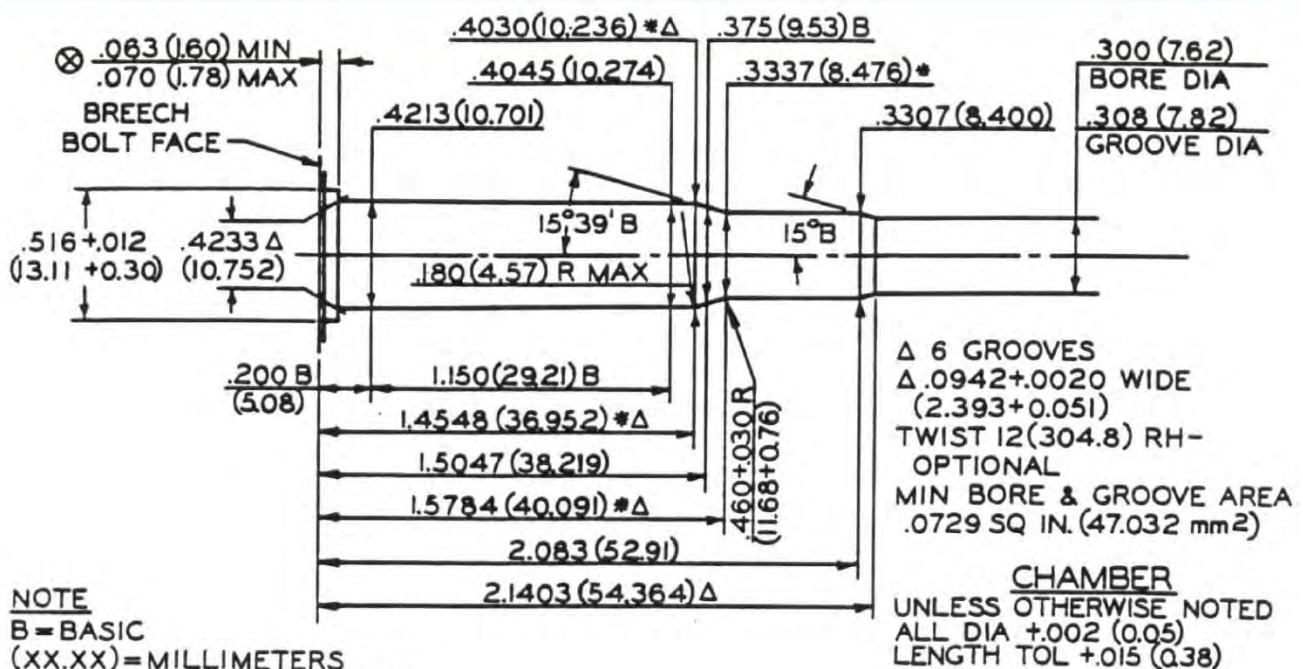 .4030(10,236)*Δ
.375(9.53)B
⊗ .063(1.60)MIN
.070(1.78)MAX
.4045(10,274)
.3337(8.476)*
.300(7.62)
BORE DIA
BREECH
BOLT FACE
.4213(10.701)
.3307(8,400)
.308(7,82)
GROOVE DIA
15°39'B
15°B
.516+.012
(13.11+0.30)
.4233Δ
(10.752)
.180(4,57)R MAX
.200 B
(5.08)
1.150(29,21)B
1.4548(36,952)*Δ
1.5047(38,219)
1.5784(40,091)*Δ
2.083(52.91)
2.1403(54,364)Δ
.460+.030 R
(11.68+0.76)
Δ 6 GROOVES
Δ .0942+.0020 WIDE
(2.393+0.051)
TWIST 12(304.8)RH-
OPTIONAL
MIN BORE & GROOVE AREA
.0729 SQ IN.(47.032 mm2)
NOTE
B=BASIC
(XX.XX)=MILLIMETERS
CHAMBER
UNLESS OTHERWISE NOTED
ALL DIA +.002 (0.05)
LENGTH TOL +.015 (0.38)